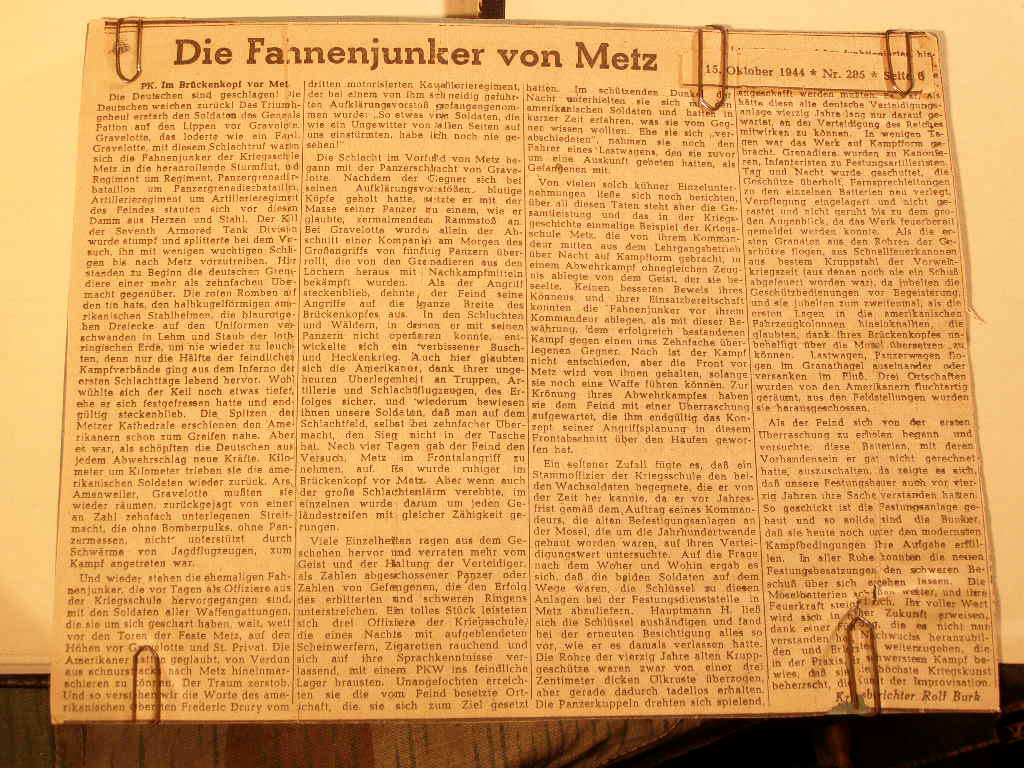 Die Fahnenjunker von Metz
15. Oktober 1944 * Nr. 285 * Seite 6
PK. Im Brückenkopf vor Met
Die Deutschen sind geschlagen! Die
Deutschen weichen zurück! Das Triumph-
geheul erstarb den Soldaten des Generals
Patton auf den Lippen vor Gravelotte.
Gravelotte, das loderte wie ein Fanal.
Gravelotte, mit diesem Schlachtruf warfen
sich die Fahnenjunker der Kriegsschule
Metz in die heranrollende Sturmflut, und
Regiment um Regiment, Panzergrenadier-
bataillon um Panzergrenadierbataillon,
Artillerieregiment um Artillerieregiment
des Feindes stauten sich vor diesem
Damm aus Herzen und Stahl. Der Keil
der Seventh Armored Tank Division
wurde stumpf und splitterte bei dem Ver-
such, ihn mit wenigen wuchtigen Schlä-
gen bis nach Metz vorzutreiben. Hier
standen zu Beginn die deutschen Grena-
diere einer mehr als zehnfachen Über-
macht gegenüber. Die roten Romben auf
den tin hats, den halbkugelförmigen ame-
rikanischen Stahlhelmen, die blauroten
Dreiecke auf den Uniformen ver-
schwanden in Lehm und Staub der loth-
ringischen Erde, um nie wieder zu leuch-
ten, denn nur die Hälfte der feindlichen
Kampfverbände ging aus dem Inferno der
ersten Schlachttage lebend hervor. Wohl
wühlte sich der Keil noch etwas tiefer,
ehe er sich festgefressen hatte und end-
gültig steckenblieb. Die Spitzen der
Metzer Kathedrale erschienen den Ame-
rikanern schon zum Greifen nahe. Aber
es war, als schöpften die Deutschen aus
jedem Abwehrschlag neue Kräfte. Kilo-
meter um Kilometer trieben sie die ame-
rikanischen Soldaten wieder zurück. Ars,
Amanweiler, Gravelotte mußten sie
wieder räumen, zurückgejagt von einer
an Zahl zehnfach unterlegenen Streit-
macht, die ohne Bomberpulks, ohne Pan-
zermassen, nicht unterstützt durch
Schwärme von Jagdflugzeugen, zum
Kampf angetreten war.
Und wieder stehen die ehemaligen Fah-
nenjunker, die vor Tagen als Offiziere aus
der Kriegsschule hervorgegangen sind,
mit den Soldaten aller Waffengattungen,
die sie um sich geschart haben, weit, weit
vor den Toren der Feste Metz, auf den
Höhen vor Gravelotte und St. Privat. Die
Amerikaner hatten geglaubt, von Verdun
aus schnurstracks nach Metz hineinmar-
schieren zu können. Der Traum zerstob.
Und so verstehen wir die Worte des ame-
rikanischen Obersten Frederic Drury vom
dritten motorisierten Kavallerieregiment,
der bei einem von ihm schneidig geführ-
ten Aufklärungsvorstoß gefangengenom-
men wurde: „So etwas wie Soldaten, die
wie ein Ungewitter von allen Seiten auf
uns einstürmten, habe ich noch nie ge-
sehen!"
Die Schlacht im Vorfeld von Metz be-
gann mit der Panzerschlacht von Grave-
lotte. Nachdem der Gegner sich bei
seinen Aufklärungsvorstößen blutige
Köpfe geholt hatte, setzte er mit der
Masse seiner Panzer zu einem, wie er
glaubte, zermalmenden Rammstoß an.
Bei Gravelotte wurde allein der Ab-
schnitt einer Kompanie am Morgen des
Großangriffs von fünfzig Panzern über-
rollt, die von den Grenadieren aus den
Löchern heraus mit Nachkampfmitteln
bekämpft wurden. Als der Angriff
steckenblieb, dehnte der Feind seine
Angriffe auf die ganze Breite des
Brückenkopfes aus. In den Schluchten
und Wäldern, in denen er mit seinen
Panzern nicht operieren konnte, ent-
wickelte sich ein verbissener Busch-
und Heckenkrieg. Auch hier glaubten
sich die Amerikaner, dank ihrer unge-
heuren Überlegenheit an Truppen, Ar-
tillerie und Schlachtflugzeugen, des Er-
folges sicher, und wiederum bewiesen
ihnen unsere Soldaten, daß man auf dem
Schlachtfeld, selbst bei zehnfacher Über-
macht, den Sieg nicht in der Tasche
hat. Nach vier Tagen gab der Feind den
Versuch, Metz im Frontalangriff zu
nehmen, auf. Es wurde ruhiger im
Brückenkopf vor Metz. Aber wenn auch
der große Schlachtenlärm verebbte, im
einzelnen wurde darum um jeden Ge-
ländestreifen mit gleicher Zähigkeit ge-
rungen.
Viele Einzelheiten ragen aus dem Ge-
schehen hervor und verraten mehr vom
Geist und der Haltung der Verteidiger,
als Zahlen abgeschossener Panzer oder
Zahlen von Gefangenen, die den Erfolg
des erbitterten und schweren Ringens
unterstreichen. Ein tolles Stück leisteten
sich drei Offiziere der Kriegsschule,
die eines Nachts mit aufgeblendeten
Scheinwerfern, Zigaretten rauchend und
sich auf ihre Sprachkenntnisse ver-
lassend, mit einem PKW ins feindliche
Lager brausten. Unangefochten erreich-
ten sie die vom Feind besetzte Ort-
schaft, die sie sich zum Ziel gesetzt
hatten. Im schützenden Dunkel der
Nacht unterhielten sie sich mit den
amerikanischen Soldaten und hatten in
kurzer Zeit erfahren, was sie vom Geg-
ner wissen wollten. Ehe sie sich „ver-
abschiedeten", nahmen sie noch den
Fahrer eines Lastwagens, den sie zuvor
um eine Auskunft gebeten hatten, als
Gefangenen mit.
Von vielen solch kühner Einzelunter-
nehmungen ließe sich noch berichten,
über all diesen Taten steht aber die Ge-
samtleistung und das in der Kriegs-
geschichte einmalige Beispiel der Kriegs-
schule Metz, die von ihrem Komman-
deur mitten aus dem Lehrgangsbetrieb
über Nacht auf Kampfform gebracht, in
einem Abwehrkampf ohnegleichen Zeug-
nis ablegte von dem Geist, der sie be-
seelte. Keinen besseren Beweis ihres
Könnens und ihrer Einsatzbereitschaft
konnten die Fahnenjunker vor ihrem
Kommandeur ablegen, als mit dieser Be-
währung, dem erfolgreich bestandenen
Kampf gegen einen ums Zehnfache über-
legenen Gegner. Noch ist der Kampf
nicht entschieden, aber die Front vor
Metz wird von ihnen gehalten, solange
sie noch eine Waffe führen können. Zur
Krönung ihres Abwehrkampfes haben
sie dem Feind mit einer Überraschung
aufgewartet, die ihm endgültig das Kon-
zept seiner Angriffsplanung in diesem
Frontabschnitt über den Haufen gewor-
fen hat.
Ein seltener Zufall fügte es, daß ein
Stammoffizier der Kriegsschule den bei-
den Wachsoldaten begegnete, die er von
der Zeit her kannte, da er vor Jahres-
frist gemäß dem Auftrag seines Komman-
deurs, die alten Befestigungsanlagen an
der Mosel, die um die Jahrhundertwende
gebaut worden waren, auf ihren Vertei-
digungswert untersuchte. Auf die Frage
nach dem Woher und Wohin ergab es
sich, daß die beiden Soldaten auf dem
Wege waren, die Schlüssel zu diesen
Anlagen bei der Festungsdienststelle in
Metz abzuliefern. Hauptmann H. ließ
sich die Schlüssel aushändigen und fand
bei der erneuten Besichtigung alles so
vor, wie er es damals verlassen hatte.
Die Rohre der vierzig Jahre alten Krupp-
geschütze waren zwar von einer drei
Zentimeter dicken Ölkruste überzogen,
aber gerade dadurch tadellos erhalten.
Die Panzerkuppeln drehten sich spielend,
angeschafft werden mußten. war, als
hätte diese alte deutsche Verteidigungs-
anlage vierzig Jahre lang nur darauf ge-
wartet, an der Verteidigung des Reiches
mitwirken zu können. In wenigen Ta-
gen war das Werk auf Kampfform ge-
bracht. Grenadiere wurden zu Kanonie-
ren, Infanteristen zu Festungsartilleristen.
Tag und Nacht wurde geschuftet, die
Geschütze überholt, Fernsprechleitungen
zu den einzelnen Batterien neu verlegt,
Verpflegung eingelagert und nicht ge-
rastet und nicht geruht bis zu dem gro-
ßen Augenblick, da das Werk feuerbereit
gemeldet werden konnte. Als die er-
sten Granaten aus den Rohren der Ge-
schütze flogen, aus Schnellfeuerkanonen
aus bestem Kruppstahl der Vorwelt-
kriegszeit (aus denen noch nie ein Schuß
abgefeuert worden war), da jubelten die
Geschützbedienungen vor Begeisterung,
und sie jubelten zum zweitenmal, als die
ersten Lagen in die amerikanischen
Fahrzeugkolonnen hineinknallten, die
glaubten, dank ihres Brückenkopfes un-
behelligt über die Mosel übersetzen zu
können. Lastwagen, Panzerwagen flo-
gen im Granathagel auseinander oder
versanken im Fluß. Drei Ortschaften
wurden von den Amerikanern fluchtartig
geräumt, aus den Feldstellungen wurden
sie herausgeschossen.
Als der Feind sich von der ersten
Überraschung zu erholen begann und
versuchte, diese Batterien, mit deren
Vorhandensein er gar nicht gerechnet
hatte, auszuschalten, da zeigte es sich,
daß unsere Festungsbauer auch vor vier-
zig Jahren ihre Sache verstanden hatten.
So geschickt ist die Festungsanlage ge-
baut und so solide sind die Bunker,
daß sie heute noch unter den modernsten
Kampfbedingungen ihre Aufgabe erfül-
len. In aller Ruhe konnten die neuen
Festungsbesatzungen den schweren Be-
schuß über sich ergehen lassen. Die
Moselbatterien weiter, und ihre
Feuerkraft Ihr voller Wert
wird sich in der Zukunft erweisen,
dank einer die es nicht nur
verstanden Nachwuchs heranzubil-
den und weiterzugeben, die
in der Praxis schwerstem Kampf be-
wies, daß sie höchste Kriegskunst
beherrscht, die Kunst der Improvisation.
Kriegsberichter Rolf Burk